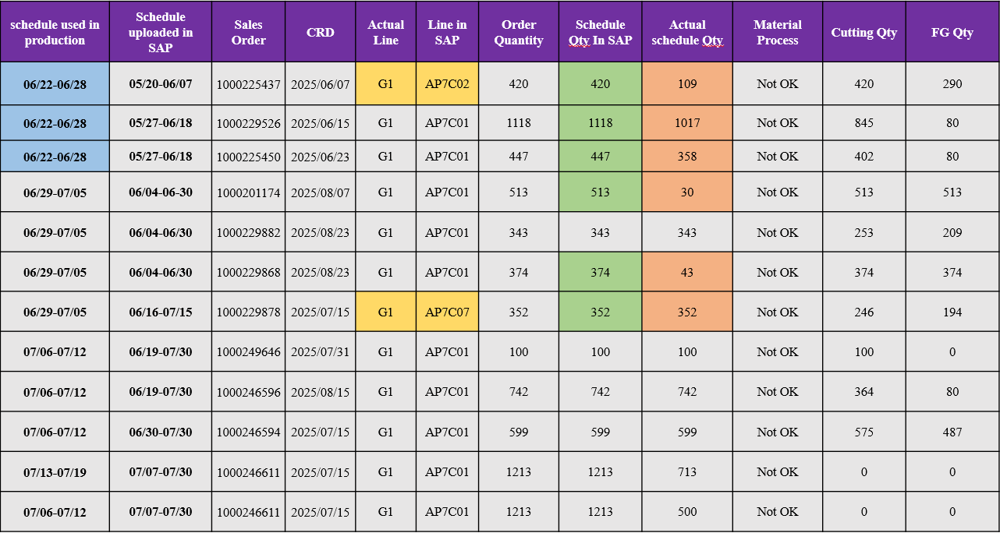 schedule used in production | Schedule uploaded in SAP | Sales Order | CRD | Actual Line | Line in SAP | Order Quantity | Schedule Qty In SAP | Actual schedule Qty | Material Process | Cutting Qty | FG Qty
06/22-06/28 | 05/20-06/07 | 1000225437 | 2025/06/07 | G1 | AP7C02 | 420 | 420 | 109 | Not OK | 420 | 290
06/22-06/28 | 05/27-06/18 | 1000229526 | 2025/06/15 | G1 | AP7C01 | 1118 | 1118 | 1017 | Not OK | 845 | 80
06/22-06/28 | 05/27-06/18 | 1000225450 | 2025/06/23 | G1 | AP7C01 | 447 | 447 | 358 | Not OK | 402 | 80
06/29-07/05 | 06/04-06-30 | 1000201174 | 2025/08/07 | G1 | AP7C01 | 513 | 513 | 30 | Not OK | 513 | 513
06/29-07/05 | 06/04-06/30 | 1000229882 | 2025/08/23 | G1 | AP7C01 | 343 | 343 | 343 | Not OK | 253 | 209
06/29-07/05 | 06/04-06/30 | 1000229868 | 2025/08/23 | G1 | AP7C01 | 374 | 374 | 43 | Not OK | 374 | 374
06/29-07/05 | 06/16-07/15 | 1000229878 | 2025/07/15 | G1 | AP7C07 | 352 | 352 | 352 | Not OK | 246 | 194
07/06-07/12 | 06/19-07/30 | 1000249646 | 2025/07/31 | G1 | AP7C01 | 100 | 100 | 100 | Not OK | 100 | 0
07/06-07/12 | 06/19-07/30 | 1000246596 | 2025/08/15 | G1 | AP7C01 | 742 | 742 | 742 | Not OK | 364 | 80
07/06-07/12 | 06/30-07/30 | 1000246594 | 2025/07/15 | G1 | AP7C01 | 599 | 599 | 599 | Not OK | 575 | 487
07/13-07/19 | 07/07-07/30 | 1000246611 | 2025/07/15 | G1 | AP7C01 | 1213 | 1213 | 713 | Not OK | 0 | 0
07/06-07/12 | 07/07-07/30 | 1000246611 | 2025/07/15 | G1 | AP7C01 | 1213 | 1213 | 500 | Not OK | 0 | 0